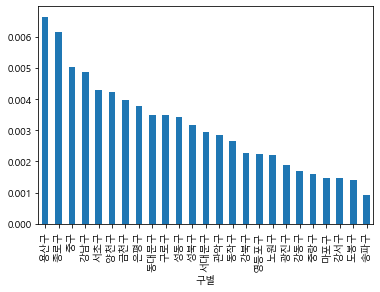 0.006
0.005
0.004
0.003
0.002
0.001
0.000
용산구
종로구
중구
강남구
서초구
양천구
금천구
은평구
동대문구
구로구
성동구
성북구
서대문구
관악구
동작구
강북구
영등포구
노원구
광진구
강동구
중랑구
마포구
강서구
도봉구
송파구
구별